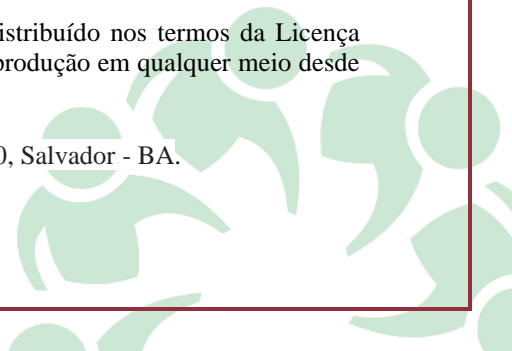 istribuído nos termos da Licença
produção em qualquer meio desde
0, Salvador - BA.